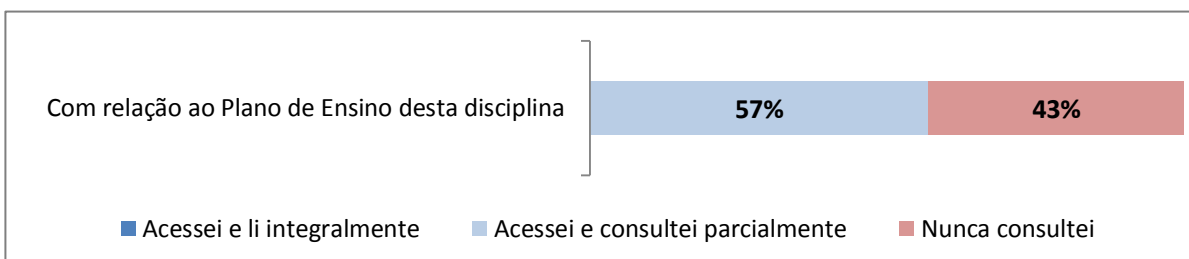 Com relação ao Plano de Ensino desta disciplina
57%
43%
Acessei e li integralmente
Acessei e consultei parcialmente
Nunca consultei